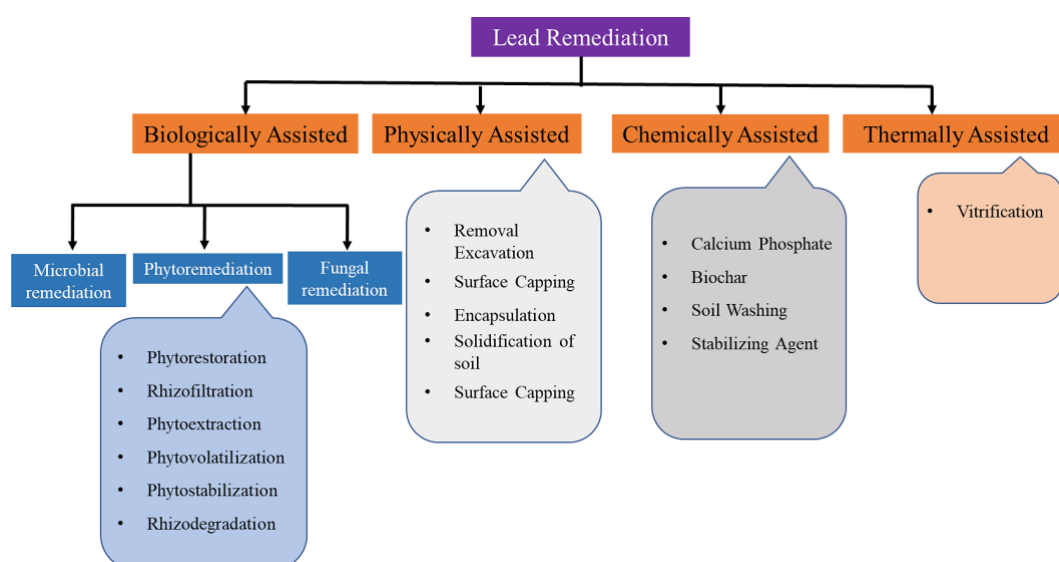 Lead Remediation
Biologically Assisted
Physically Assisted
Chemically Assisted
Thermally Assisted
Microbial
remediation
Phytoremediation
Fungal
remediation
• Phytorestoration
• Rhizofiltration
• Phytoextraction
• Phytovolatilization
• Phytostabilization
• Rhizodegradation
• Removal
Excavation
• Surface Capping
• Encapsulation
• Solidification of
soil
• Surface Capping
• Calcium Phosphate
• Biochar
• Soil Washing
• Stabilizing Agent
• Vitrification